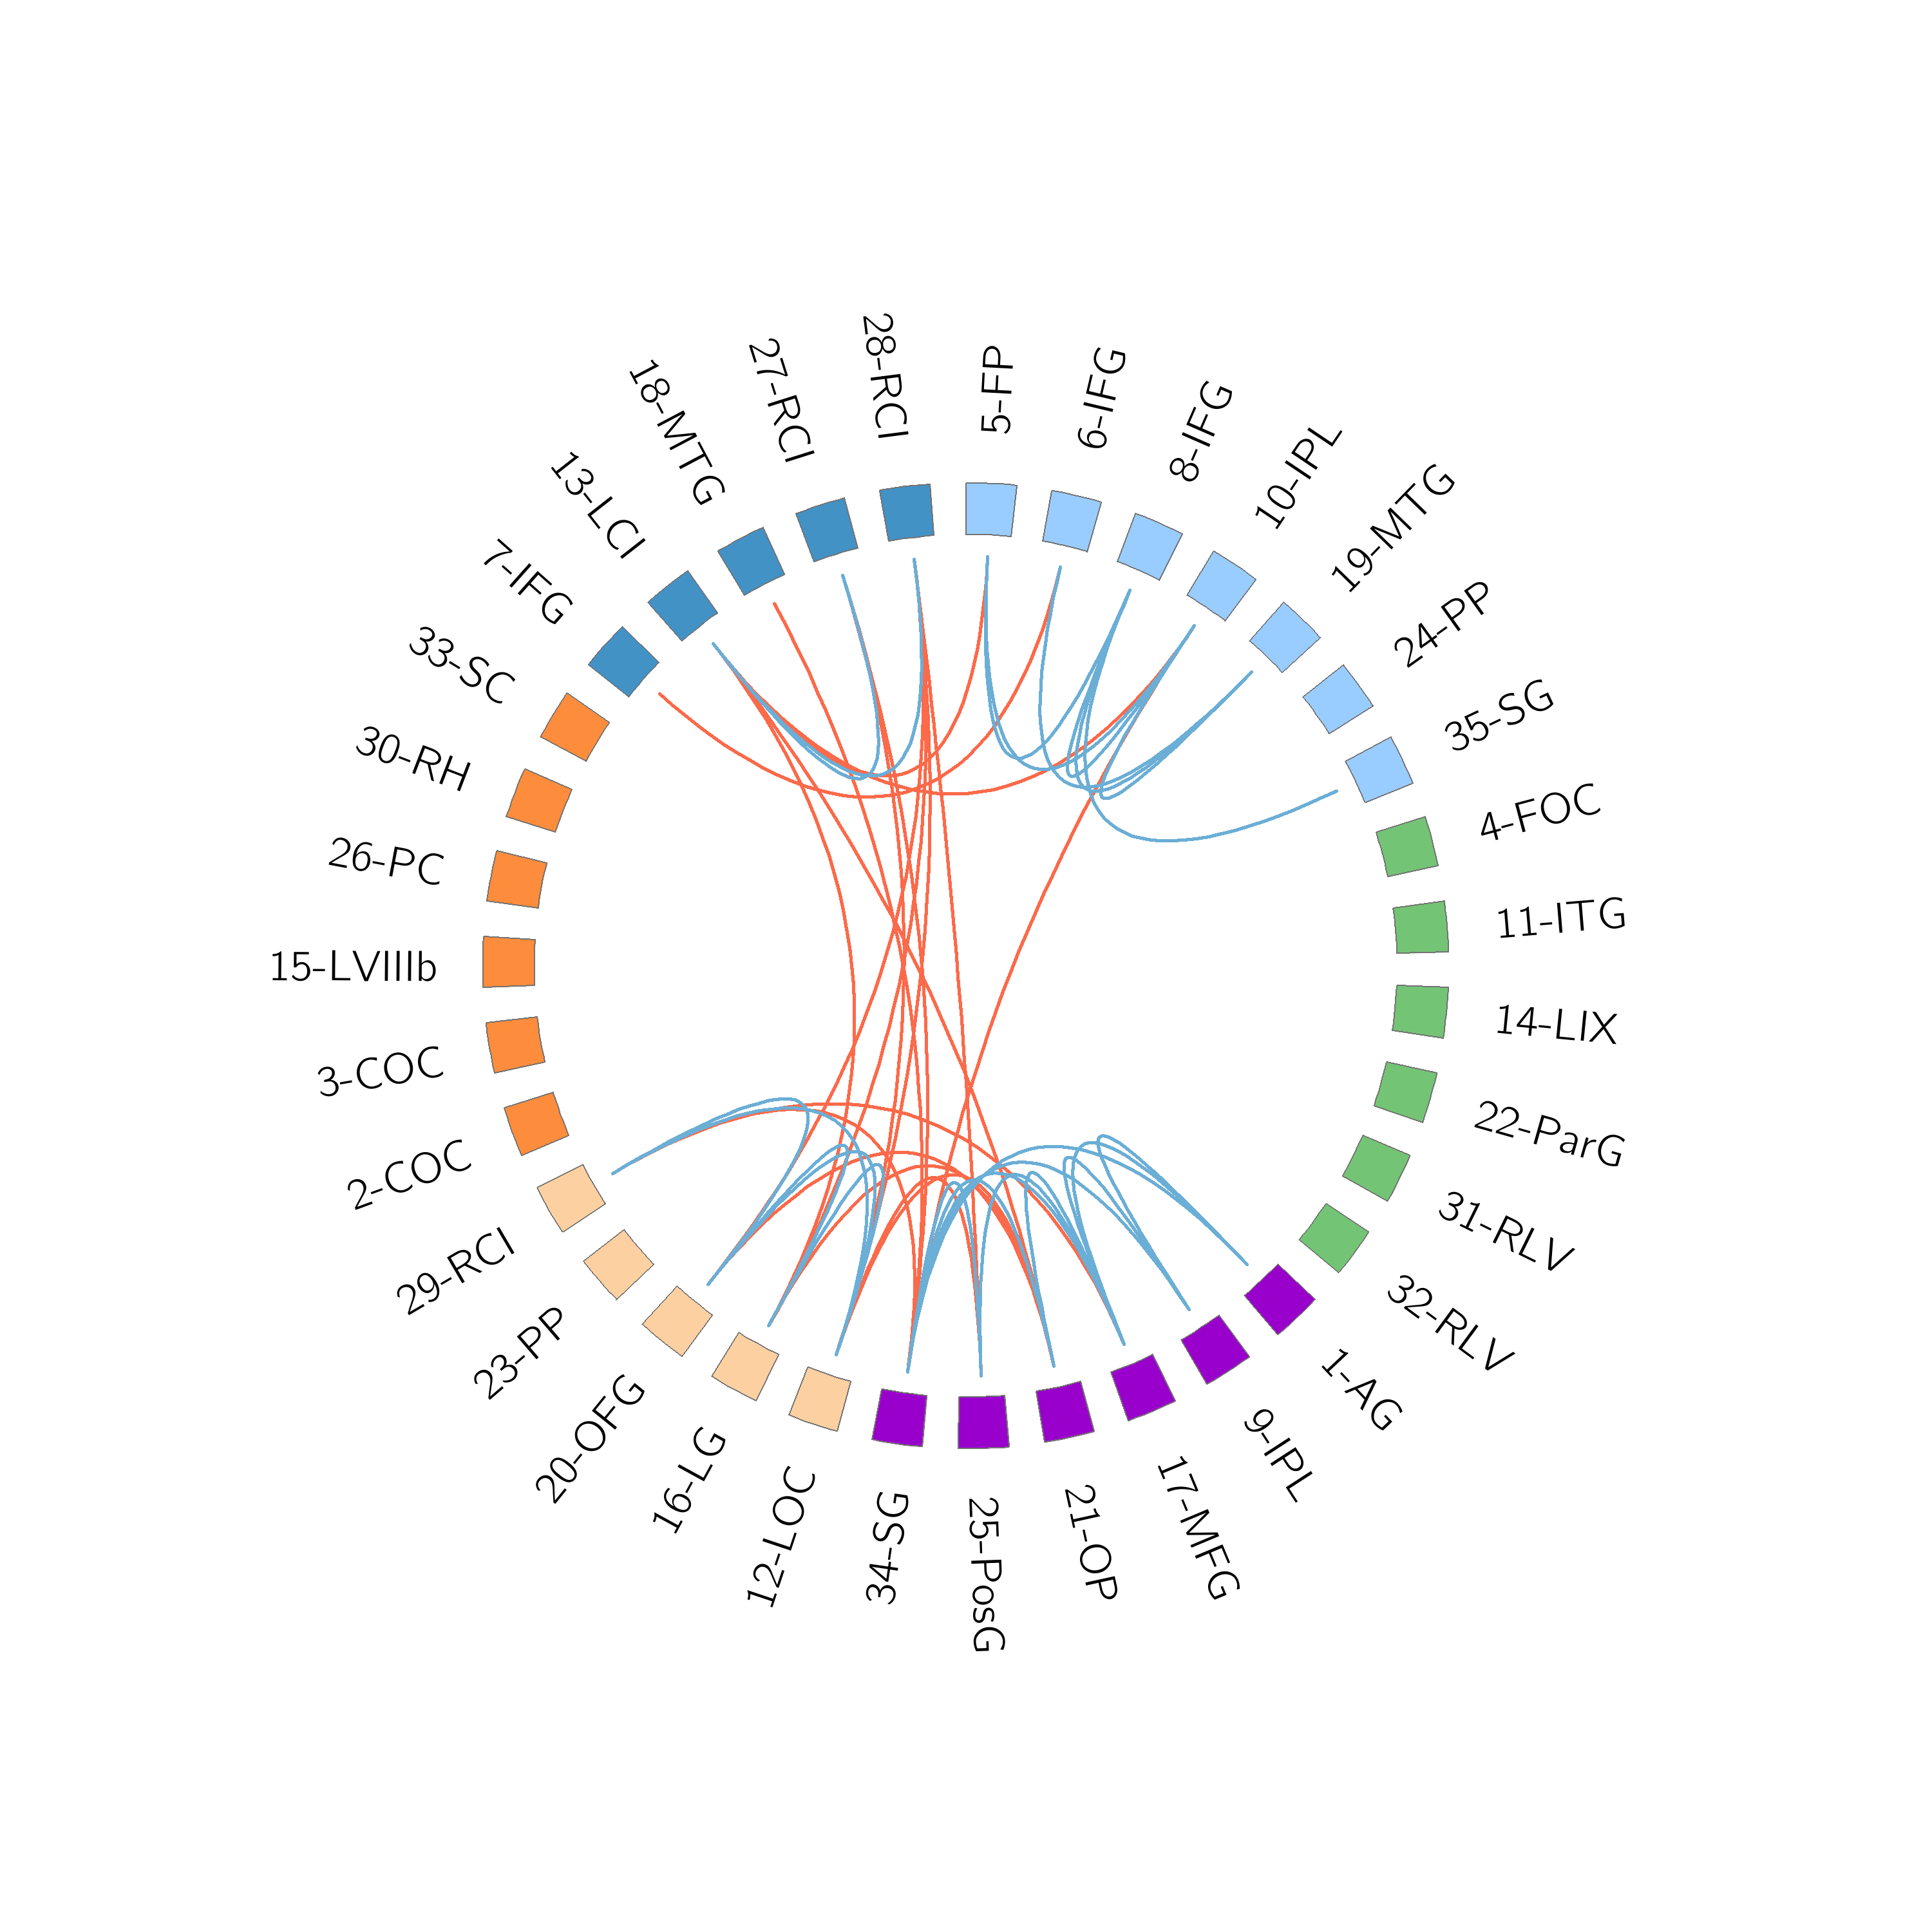 5-FP
6-IFG
8-IFG
10-IPL
19-MTG
24-PP
35-SG
4-FOC
11-ITG
14-LIX
22-ParG
31-RLV
32-RLV
1-AG
9-IPL
17-MFG
21-OP
25-PosG
34-SG
12-LOC
16-LG
20-OFG
23-PP
29-RCI
2-COC
3-COC
15-LVIIIb
26-PC
30-RH
33-SC
7-IFG
13-LCI
18-MTG
27-RCI
28-RCI